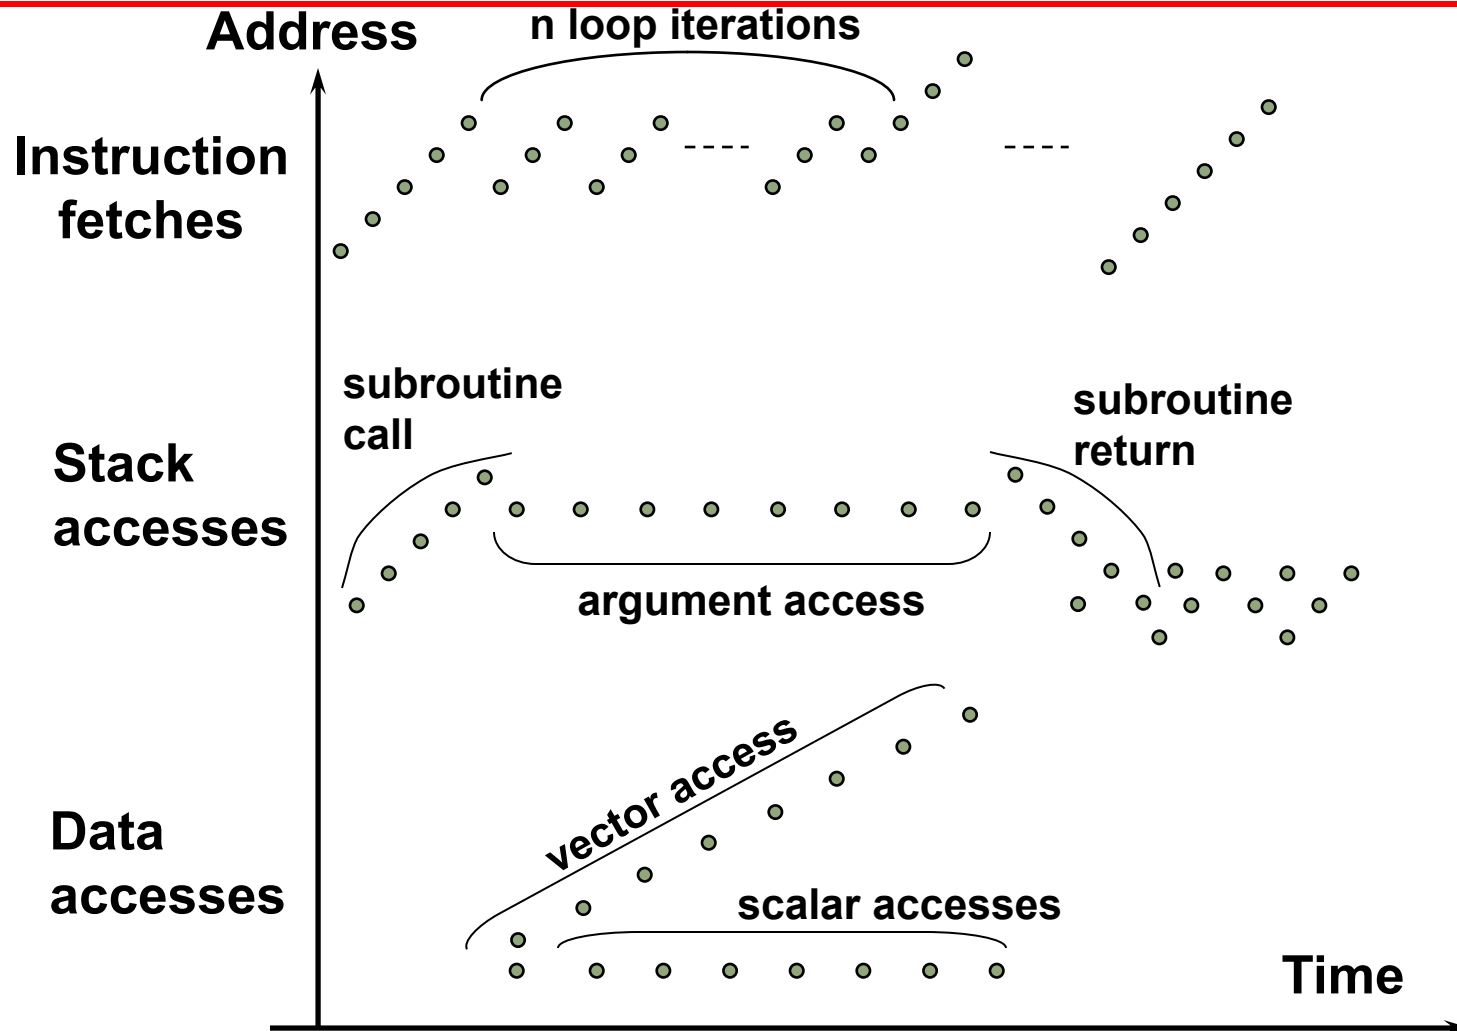 Address
n loop iterations
Instruction
fetches
subroutine
call
subroutine
return
Stack
accesses
argument access
vector access
Data
accesses
scalar accesses
Time